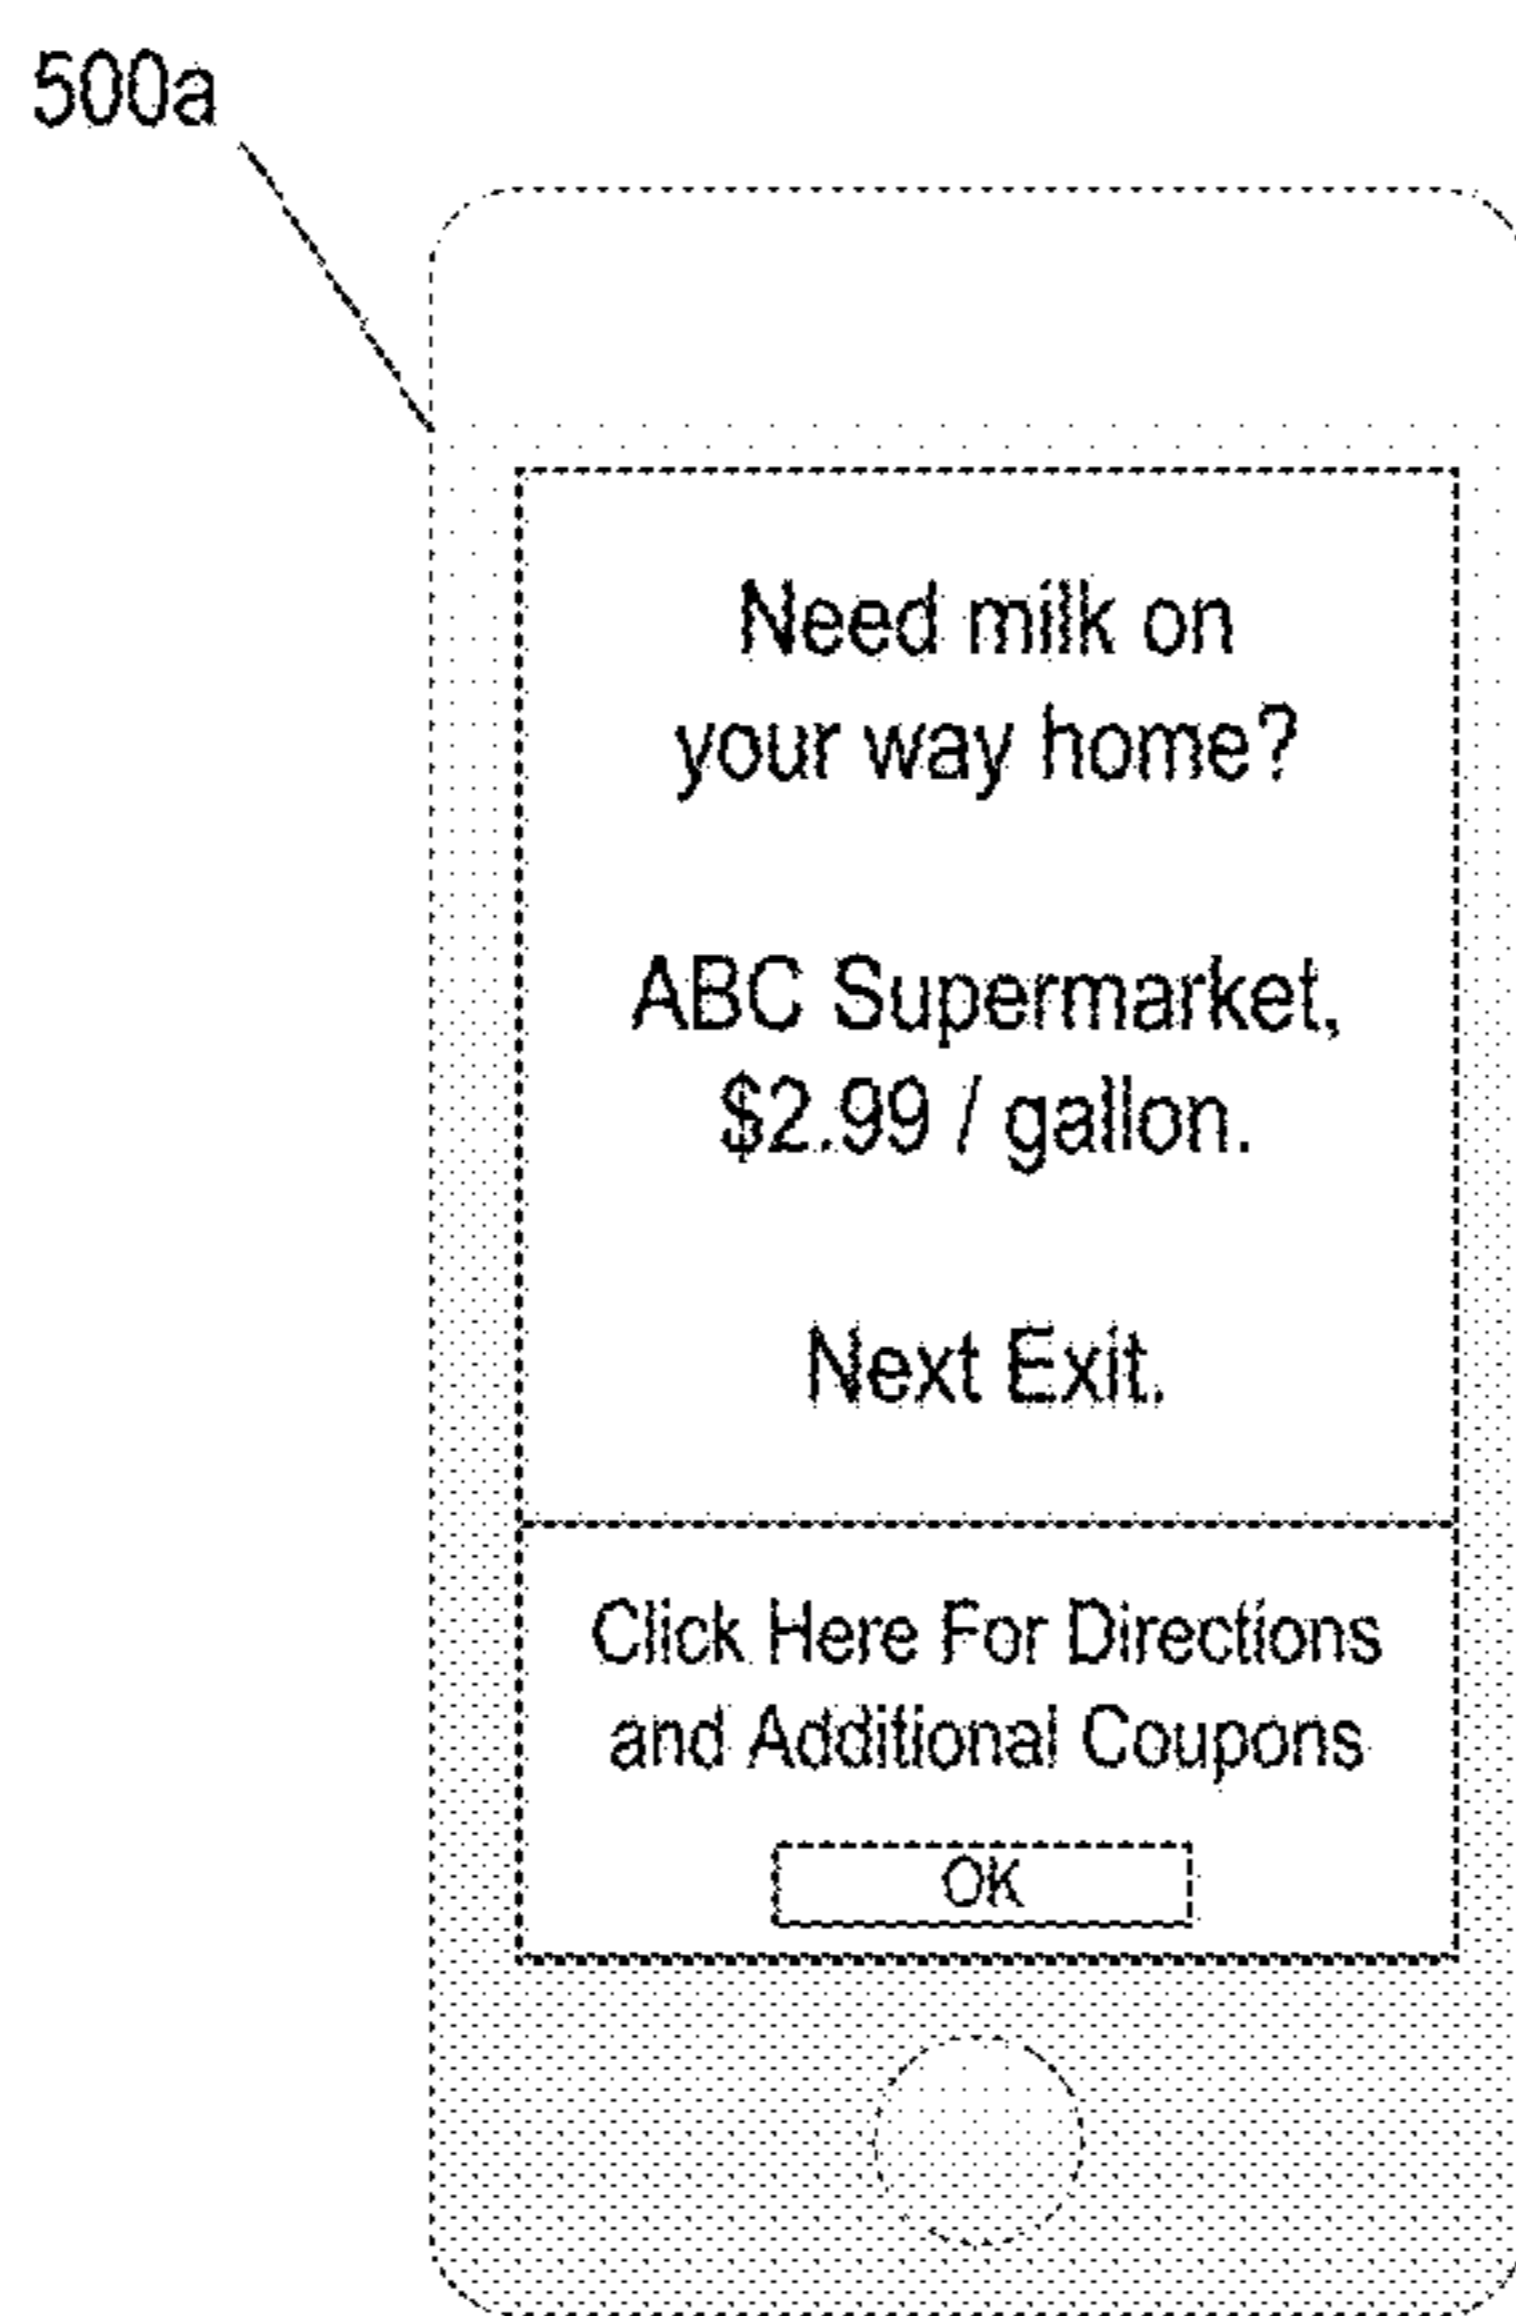 500a
Need milk on
your way home?
ABC Supermarket,
$2.99 / gallon.
Next Exit.
Click Here For Directions
and Additional Coupons
OK